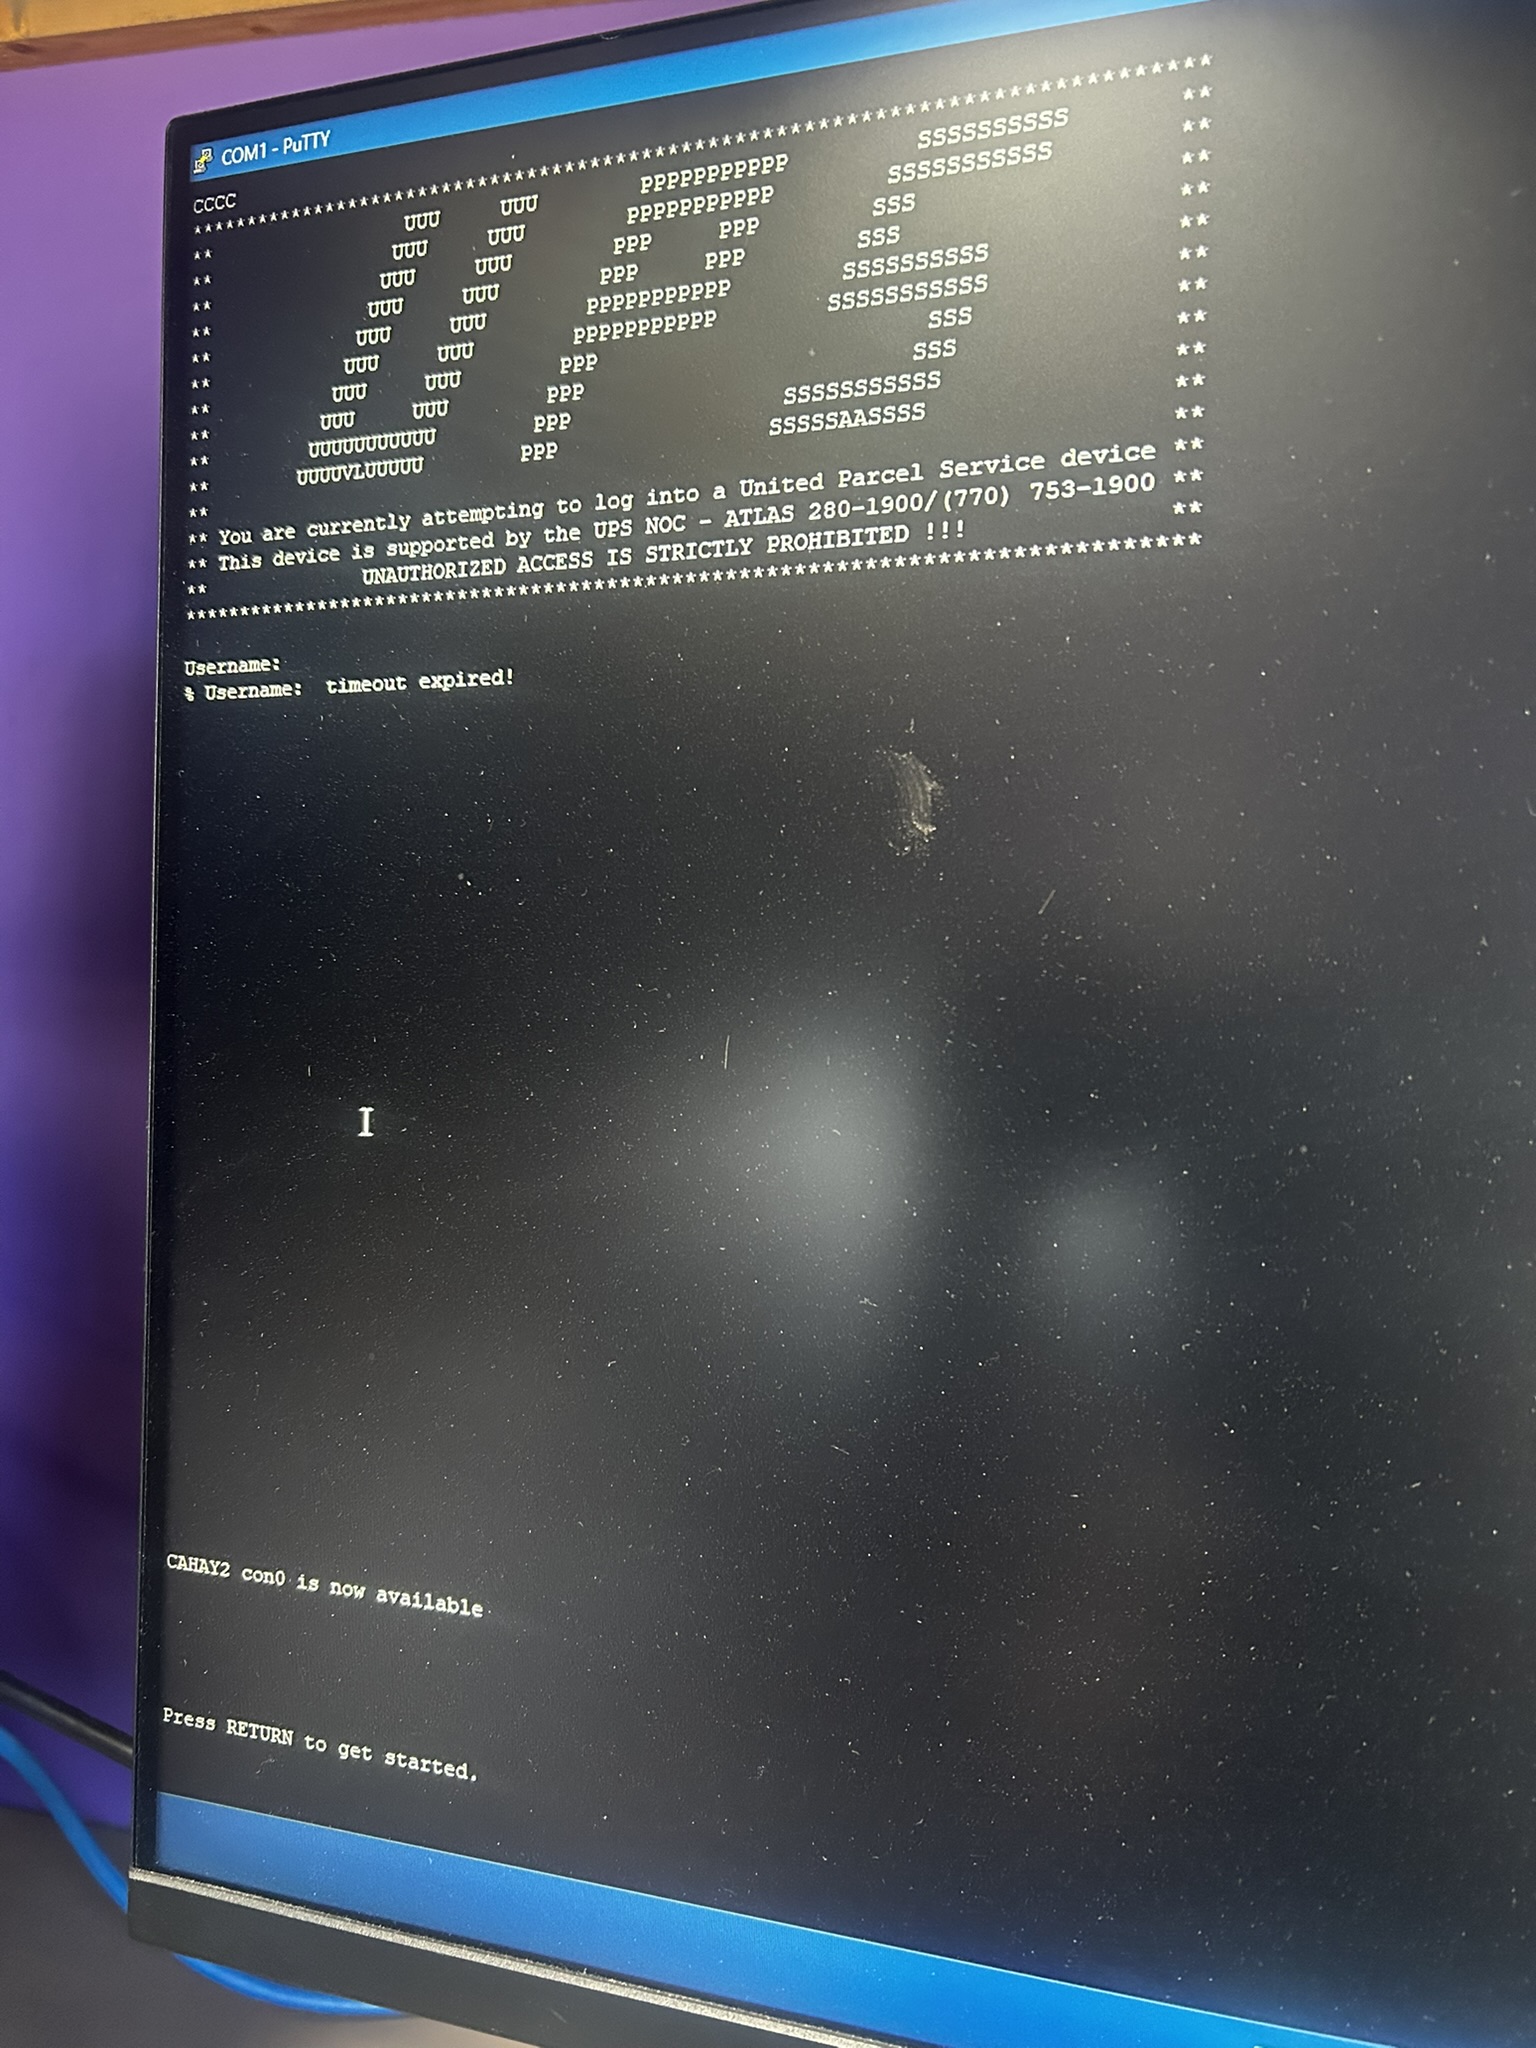 COM1 - PuTTY
CCCC
********************************************************************************
** UUU UUU PPPPPPPPPPP SSSSSSSSSSS **
** UUU UUU PPPPPPPPPPP SSSSSSSSSSS **
** UUU UUU PPP PPP SSS **
** UUU UUU PPP PPP SSS **
** UUU UUU PPPPPPPPPPP SSSSSSSSSSS **
** UUU UUU PPPPPPPPPPP SSSSSSSSSSS **
** UUU UUU PPP SSS **
** UUU UUU PPP SSS **
** UUUUUUUUUUU PPP SSSSSSSSSSS **
** UUUUVLUUUUU PPP SSSSSAASSSS **
** **
** You are currently attempting to log into a United Parcel Service device **
** This device is supported by the UPS NOC - ATLAS 280-1900/(770) 753-1900 **
** UNAUTHORIZED ACCESS IS STRICTLY PROHIBITED !!! **
********************************************************************************
Username:
% Username:  timeout expired!
CAHAY2 con0 is now available
Press RETURN to get started.